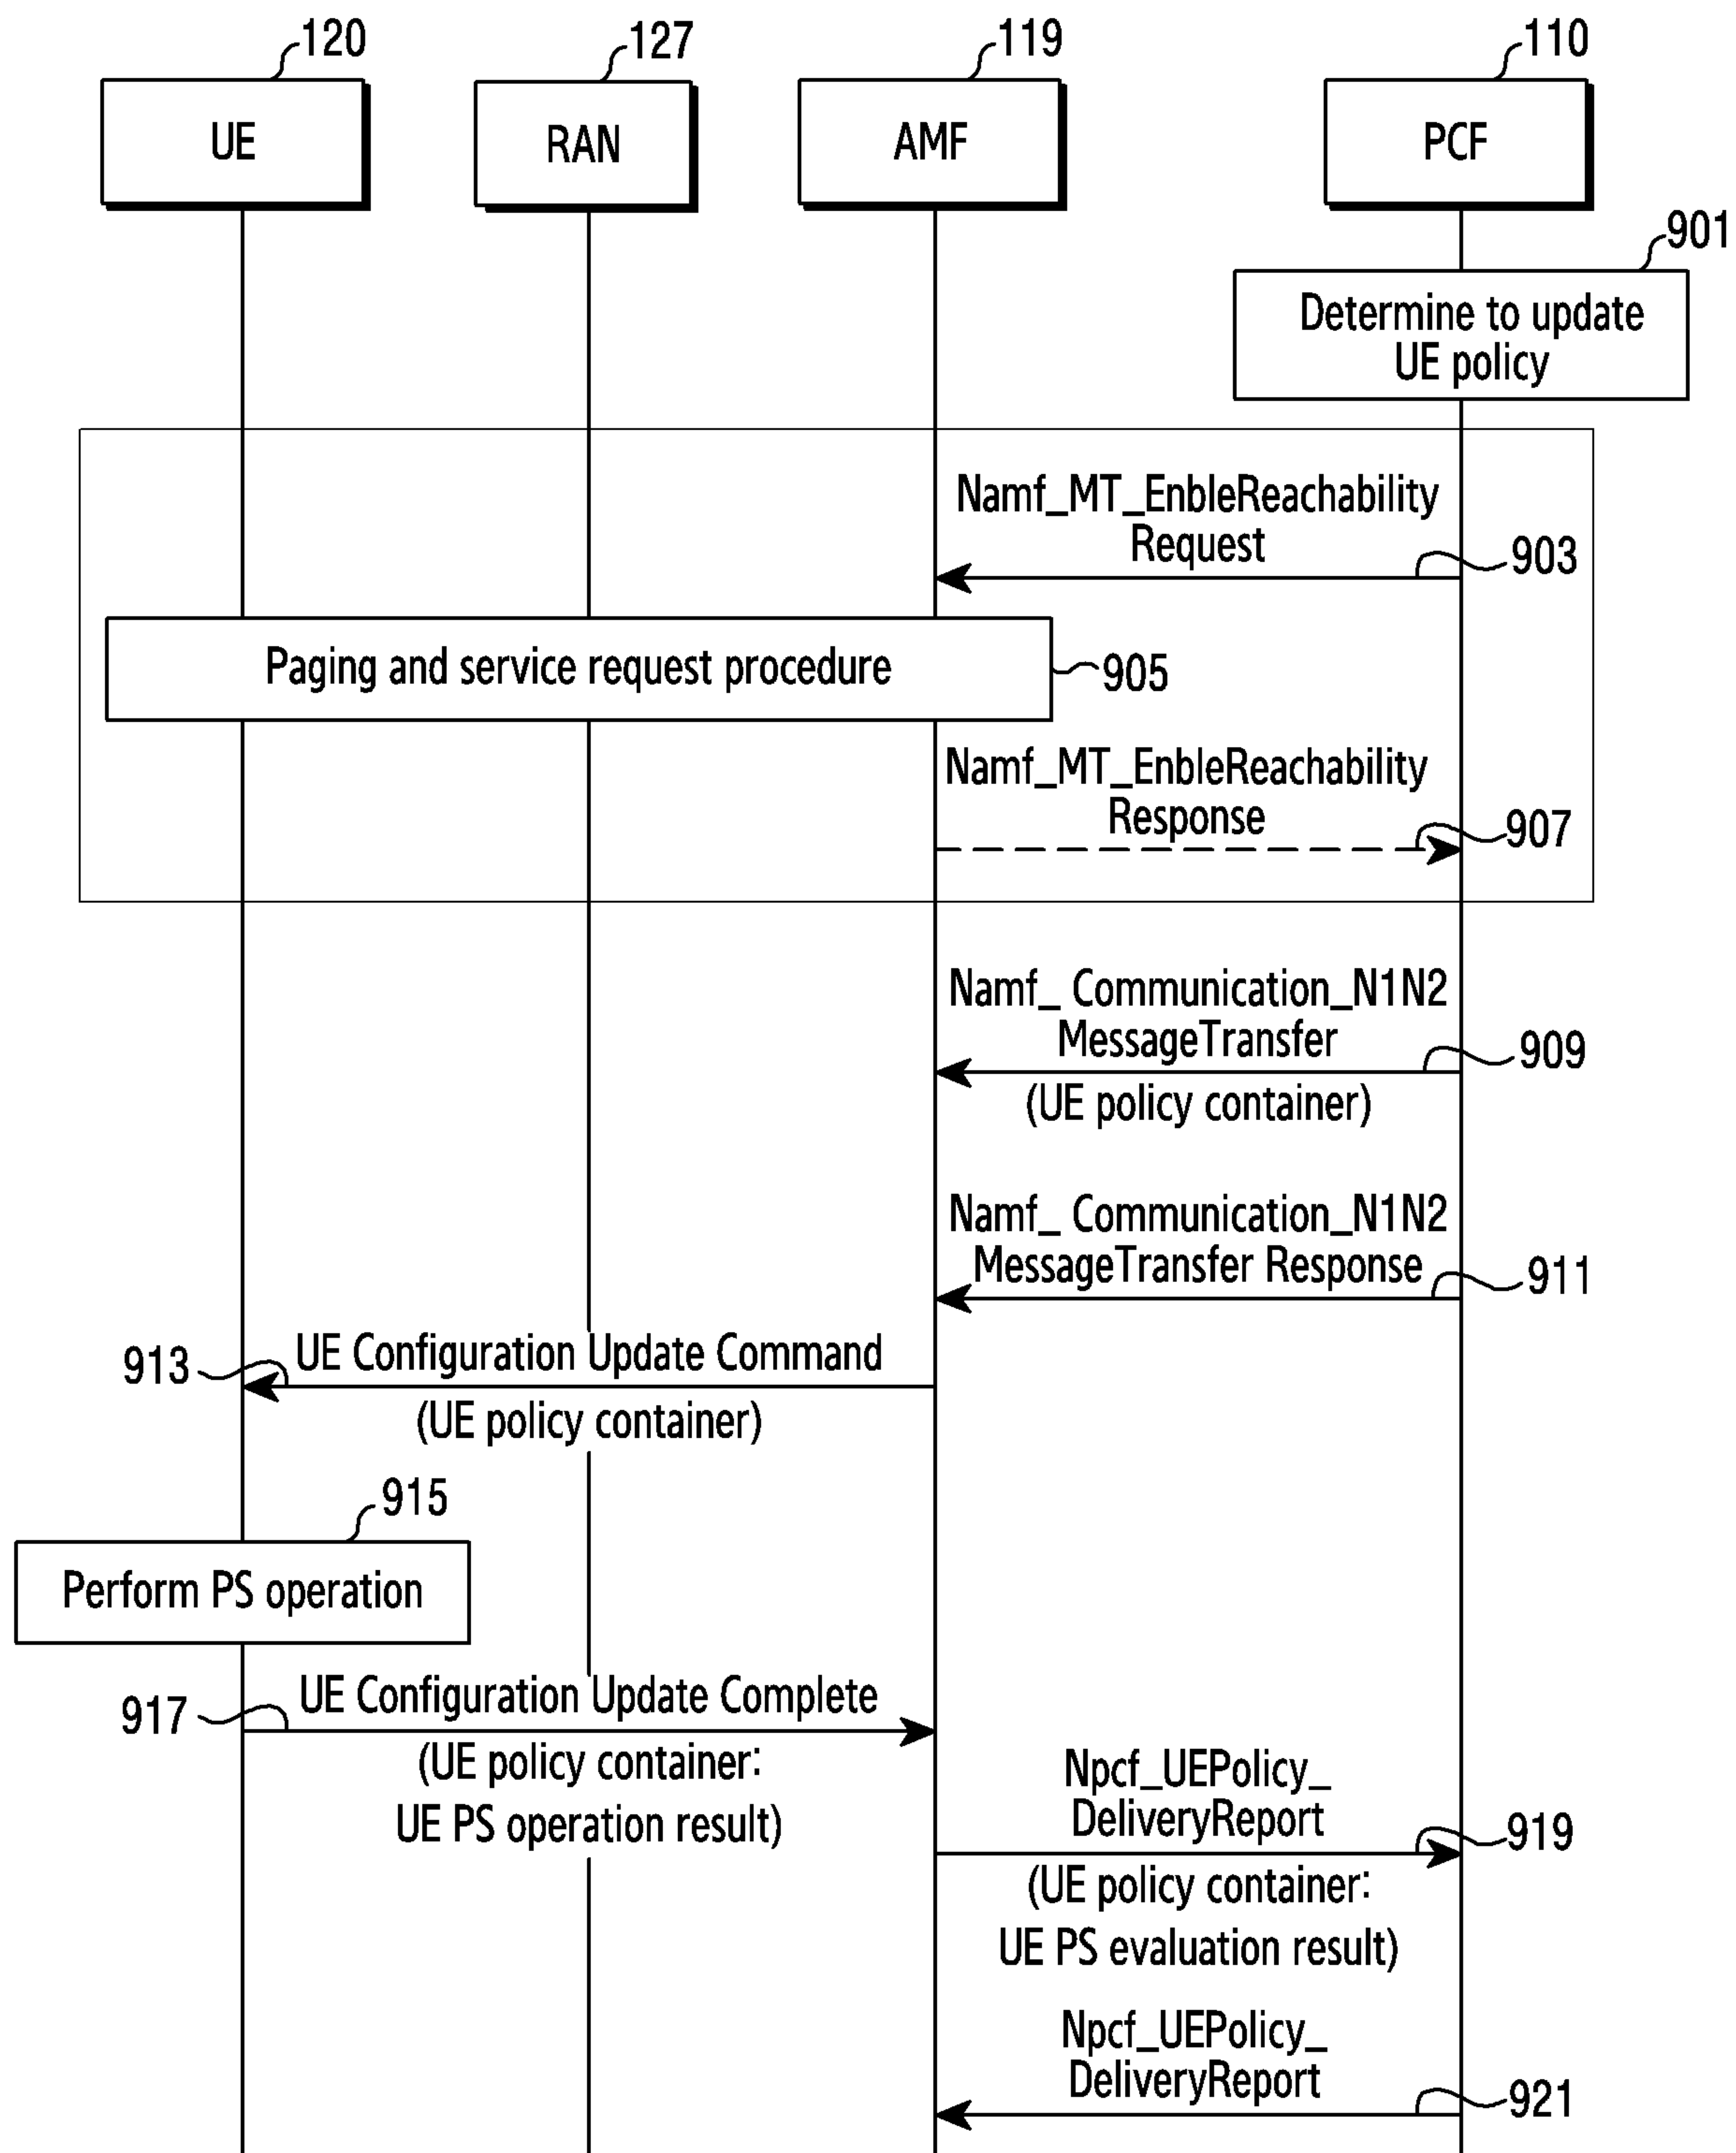 120
127
119
110
UE
RAN
AMF
PCF
901
Determine to update
UE policy
Namf_MT_EnbleReachability
Request
903
Paging and service request procedure
905
Namf_MT_EnbleReachability
Response
907
Namf_ Communication_N1N2
MessageTransfer
909
(UE policy container)
Namf_ Communication_N1N2
MessageTransfer Response
911
913
UE Configuration Update Command
(UE policy container)
915
Perform PS operation
917
UE Configuration Update Complete
(UE policy container:
UE PS operation result)
Npcf_UEPolicy_
DeliveryReport
919
(UE policy container:
UE PS evaluation result)
Npcf_UEPolicy_
DeliveryReport
921